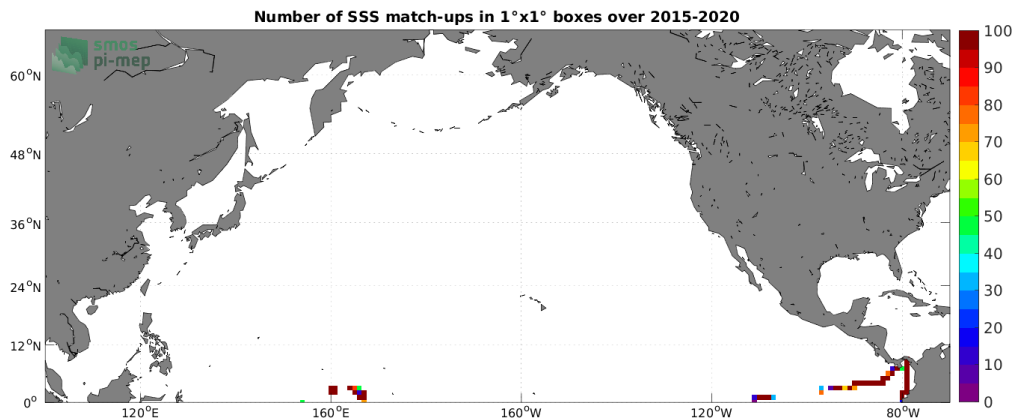 Number of SSS match-ups in 1°x1° boxes over 2015-2020
smos
pi-mep
60°N
48°N
36°N
24°N
12°N
0°
120°E
160°E
160°W
120°W
80°W
100
90
80
70
60
50
40
30
20
10
0